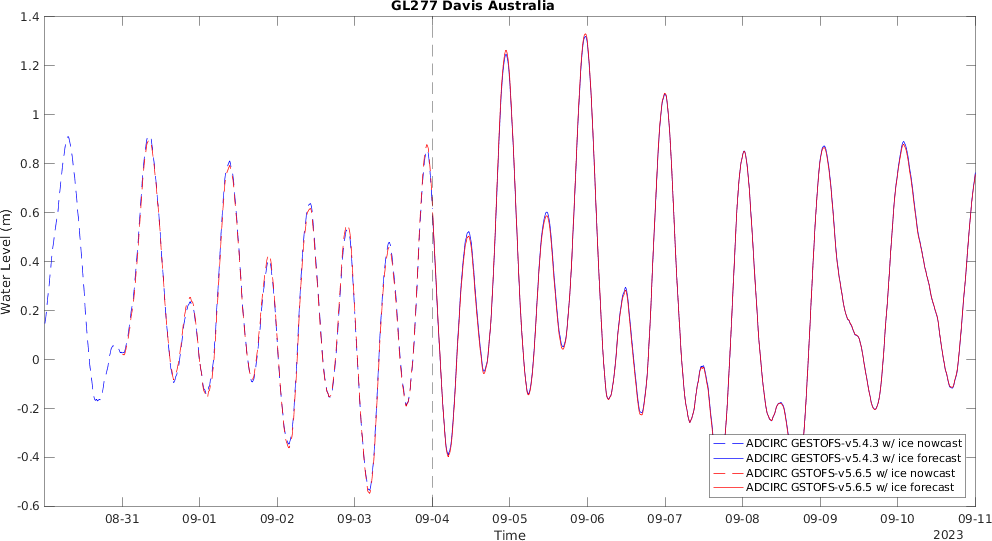 GL277 Davis Australia
1.4
1.2
1
0.8
0.6
0.4
0.2
0
-0.2
-0.4
-0.6
Water Level (m)
ADCIRC GESTOFS-v5.4.3 w/ ice nowcast
ADCIRC GESTOFS-v5.4.3 w/ ice forecast
ADCIRC GSTOFS-v5.6.5 w/ ice nowcast
ADCIRC GSTOFS-v5.6.5 w/ ice forecast
08-31 09-01 09-02 09-03 09-04 09-05 09-06 09-07 09-08 09-09 09-10 09-11
Time
2023